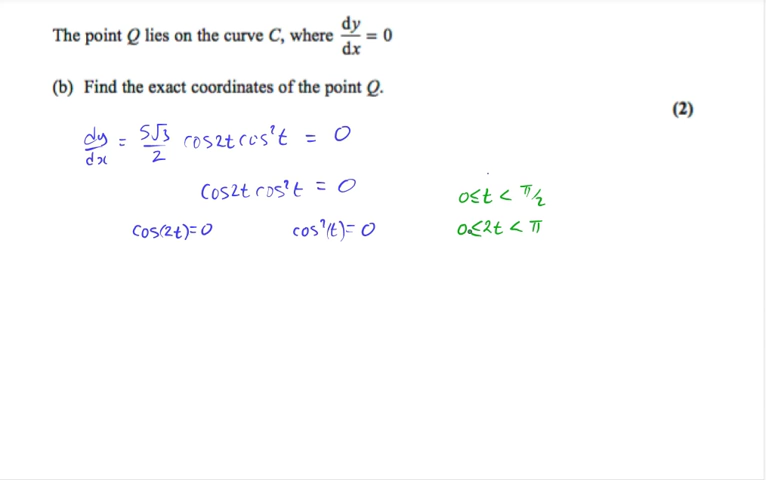 The point Q lies on the curve C, where dy/dx = 0
(b) Find the exact coordinates of the point Q.
(2)
dy/dx = 5√3/2 cos2t cos²t = 0
cos2t cos²t = 0
0≤t < π/2
cos(2t)=0 cos²(t)=0 0≤2t < π